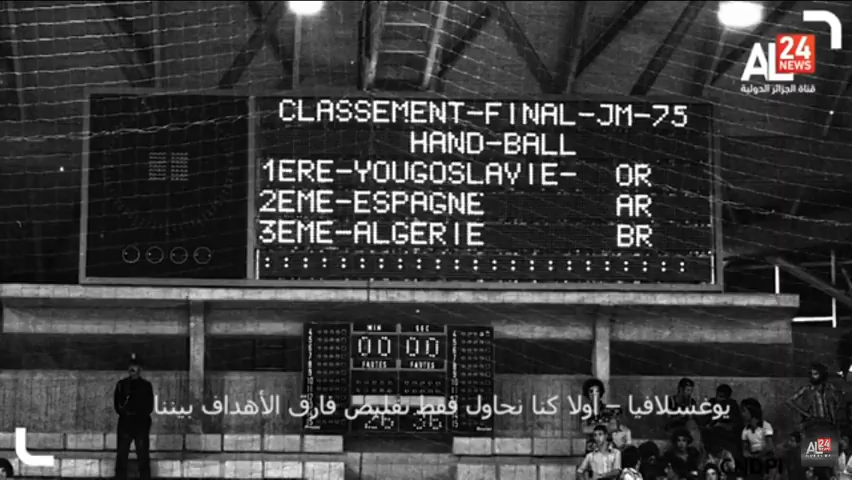 AL 24
NEWS
قناة الجزائر الدولية
CLASSEMENT-FINAL-JM-75
HAND-BALL
1ERE-YOUGOSLAVIE- OR
2EME-ESPAGNE AR
3EME-ALGERIE BR
MIN SEC
00 00
FAUTES FAUTES
يوغسلافيا – أولا كنا نحاول فقط تقليص فارق الأهداف بيننا
CNDPI